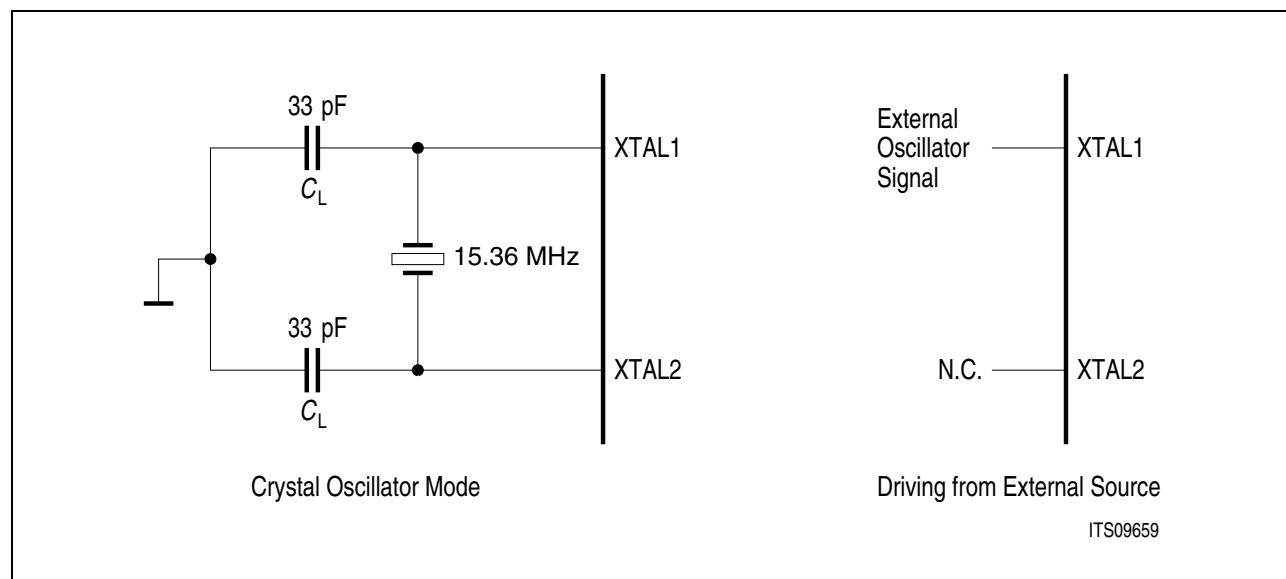 33 pF
C_L
XTAL1
15.36 MHz
33 pF
C_L
XTAL2
Crystal Oscillator Mode
External
Oscillator
Signal
XTAL1
N.C.
XTAL2
Driving from External Source
ITS09659